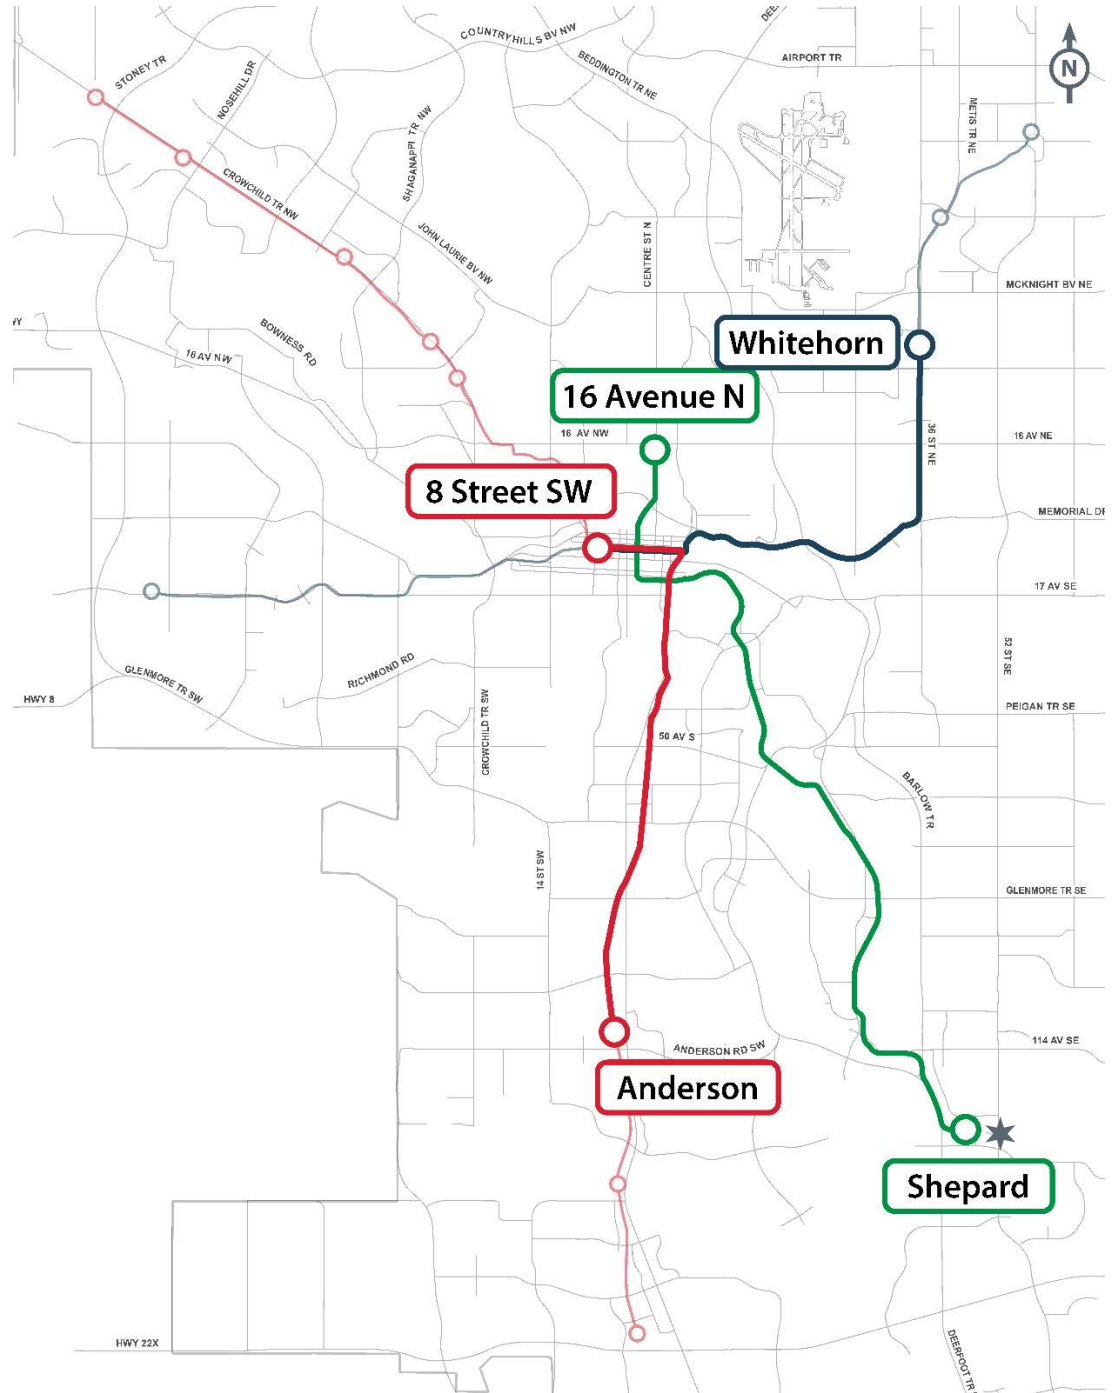 COUNTRY HILLS BV NW
DEE
STONEY TR
NOSEHILL DR
BEDDINGTON TR NE
AIRPORT TR
N
METIS TR NE
SHAGANAPPI TR NW
CROWCHILD TR NW
JOHN LAURIE BV NW
CENTRE ST N
MCKNIGHT BV NE
BOWNESS RD
16 AV NW
Whitehorn
16 Avenue N
16 AV NW
36 ST NE
16 AV NE
8 Street SW
MEMORIAL DR
17 AV SE
GLENMORE TR SW
RICHMOND RD
52 ST SE
HWY 8
CROWCHILD TR SW
50 AV S
PEIGAN TR SE
BARLOW TR
14 ST SW
GLENMORE TR SE
ANDERSON RD SW
114 AV SE
Anderson
Shepard
HWY 22X
DEERFOOT TR